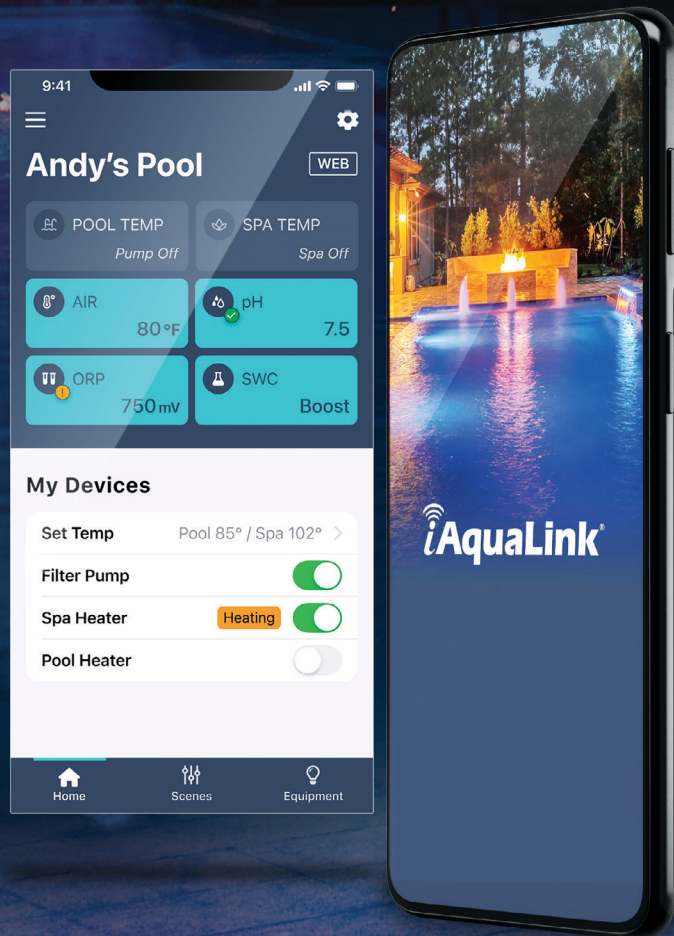 9:41
Andy's Pool
WEB
POOL TEMP
Pump Off
SPA TEMP
Spa Off
AIR
80°F
pH
7.5
ORP
750 mV
SWC
Boost
My Devices
Set Temp Pool 85° / Spa 102° >
Filter Pump
Spa Heater Heating
Pool Heater
Home Scenes Equipment
iAquaLink®